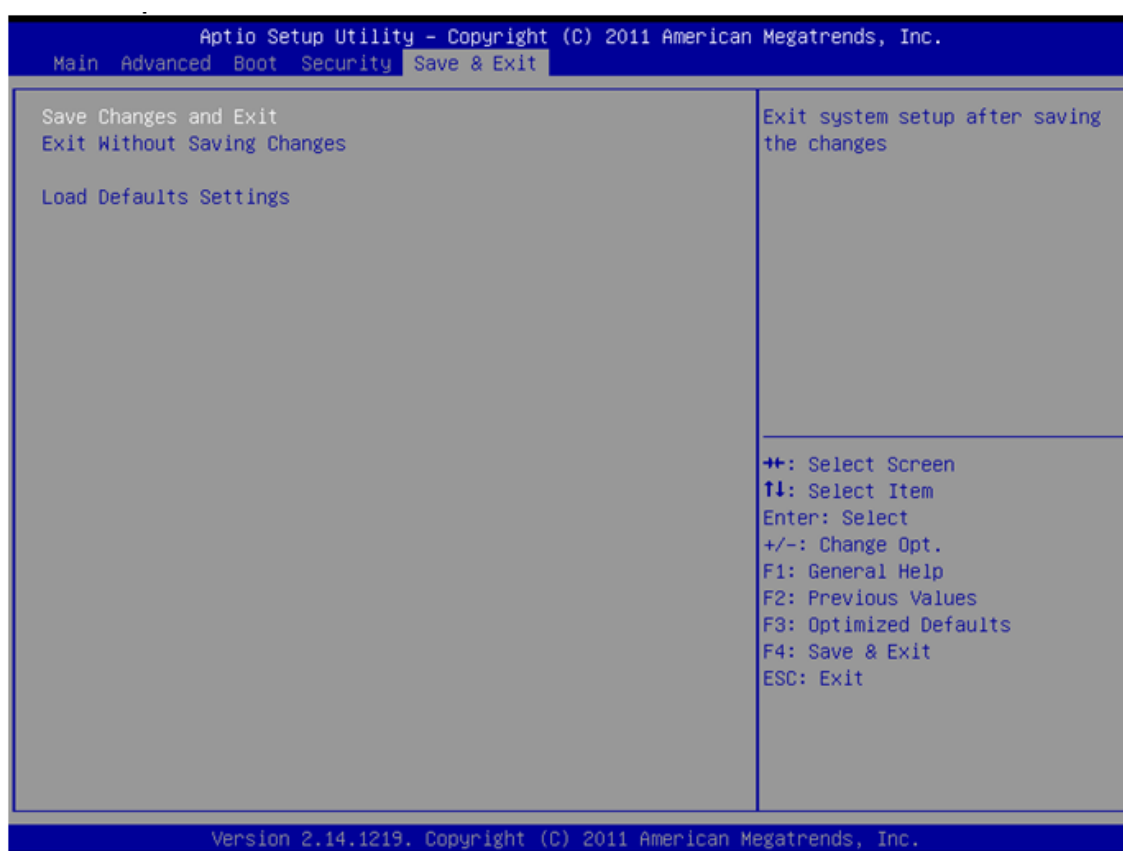 Aptio Setup Utility – Copyright (C) 2011 American Megatrends, Inc.
Main Advanced Boot Security Save & Exit
Save Changes and Exit
Exit Without Saving Changes
Load Defaults Settings
Exit system setup after saving
the changes
→←: Select Screen
↑↓: Select Item
Enter: Select
+/-: Change Opt.
F1: General Help
F2: Previous Values
F3: Optimized Defaults
F4: Save & Exit
ESC: Exit
Version 2.14.1219. Copyright (C) 2011 American Megatrends, Inc.